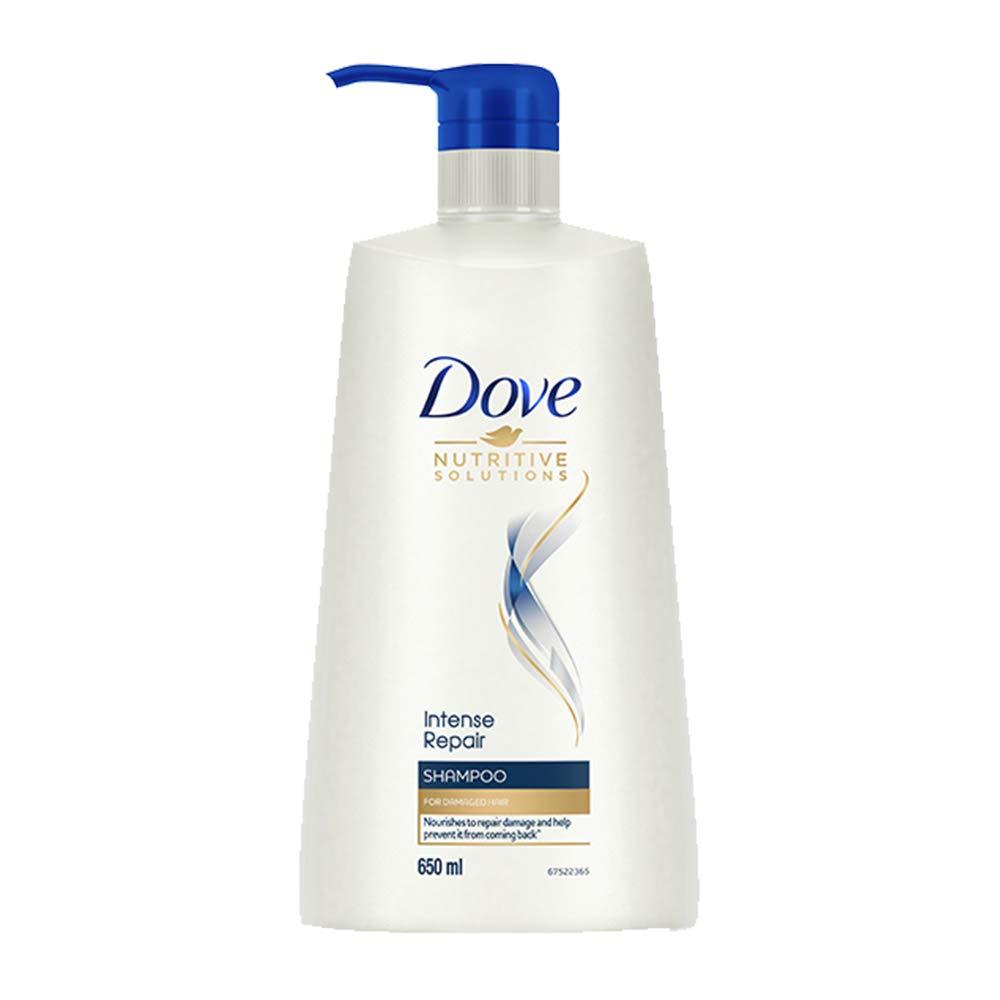 Dove
NUTRITIVE
SOLUTIONS
Intense
Repair
SHAMPOO
FOR DAMAGED HAIR
Nourishes to repair damage and help
prevent it from coming back^
650 ml
67522365